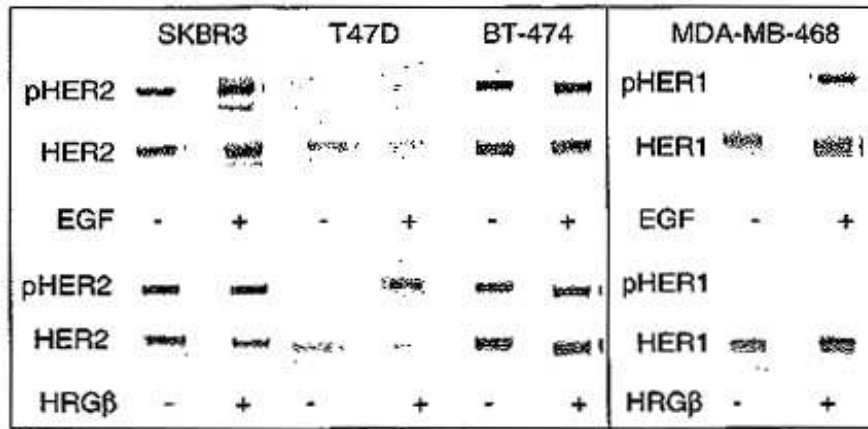 SKBR3 T47D BT-474 MDA-MB-468
pHER2 pHER1
HER2 HER1
EGF - + - + - + EGF - +
pHER2 pHER1
HER2 HER1
HRGβ - + - + - + HRGβ - +